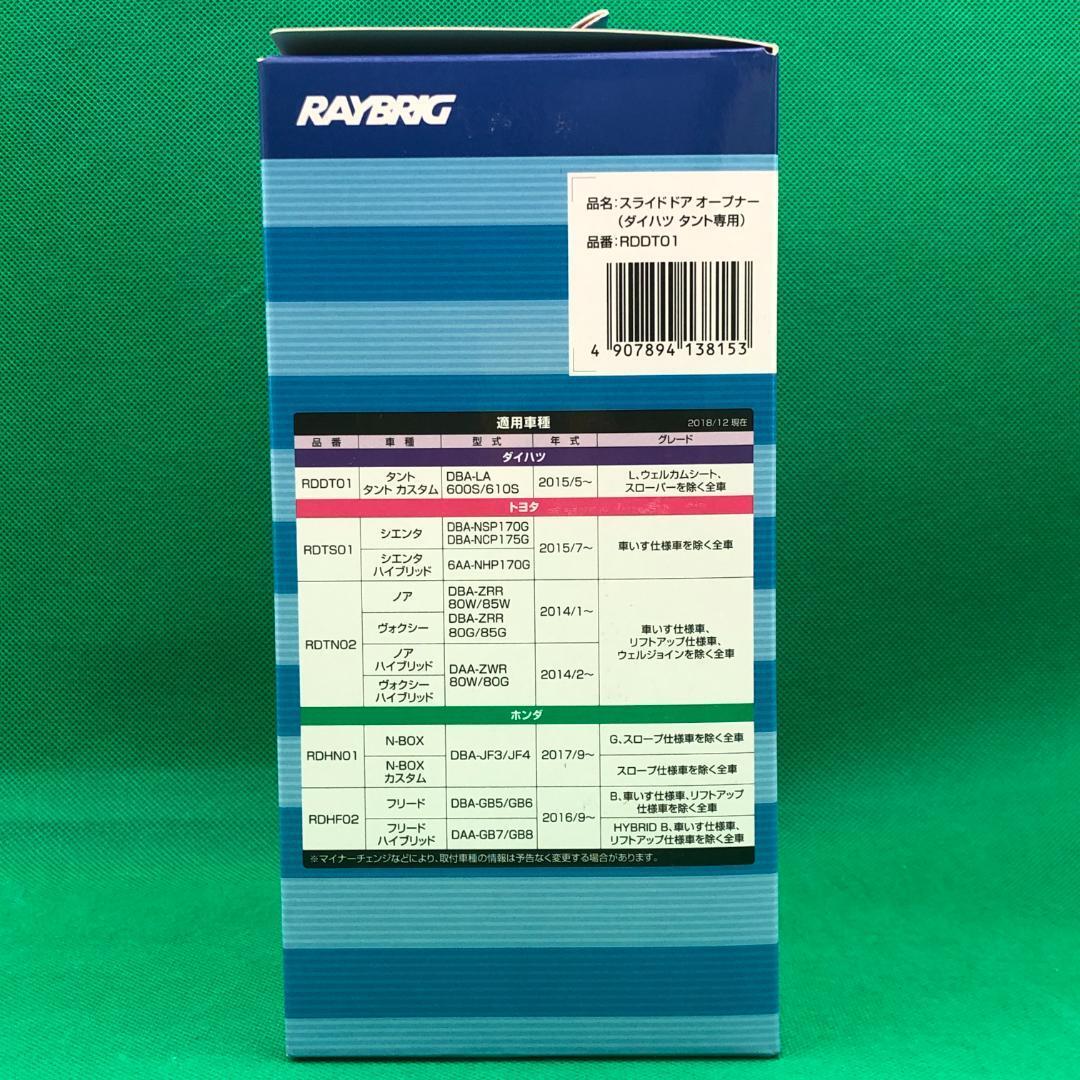 RAYBRIG
品名:スライドドア オープナー
(ダイハツ タント専用)
品番:RDDT01
4 907894 138153
適用車種
2018/12 現在
品 番 車 種 型 式 年 式 グレード
ダイハツ
RDDT01
タント
タント カスタム
DBA-LA
600S/610S
2015/5~
L、ウェルカムシート、
スローパーを除く全車
トヨタ
RDTS01
シエンタ
DBA-NSP170G
DBA-NCP175G
シエンタ
ハイブリッド
6AA-NHP170G
2015/7~
車いす仕様車を除く全車
RDTN02
ノア
DBA-ZRR
80W/85W
ヴォクシー
DBA-ZRR
80G/85G
2014/1~
ノア
ハイブリッド
ヴォクシー
ハイブリッド
DAA-ZWR
80W/80G
2014/2~
車いす仕様車、
リフトアップ仕様車、
ウェルジョインを除く全車
ホンダ
RDHN01
N-BOX
N-BOX
カスタム
DBA-JF3/JF4
2017/9~
G、スロープ仕様車を除く全車
スロープ仕様車を除く全車
RDHF02
フリード
DBA-GB5/GB6
フリード
ハイブリッド
DAA-GB7/GB8
2016/9~
B、車いす仕様車、リフトアップ
仕様車を除く全車
HYBRID B、車いす仕様車、
リフトアップ仕様車を除く全車
※マイナーチェンジなどにより、取付車種の情報は予告なく変更する場合があります。